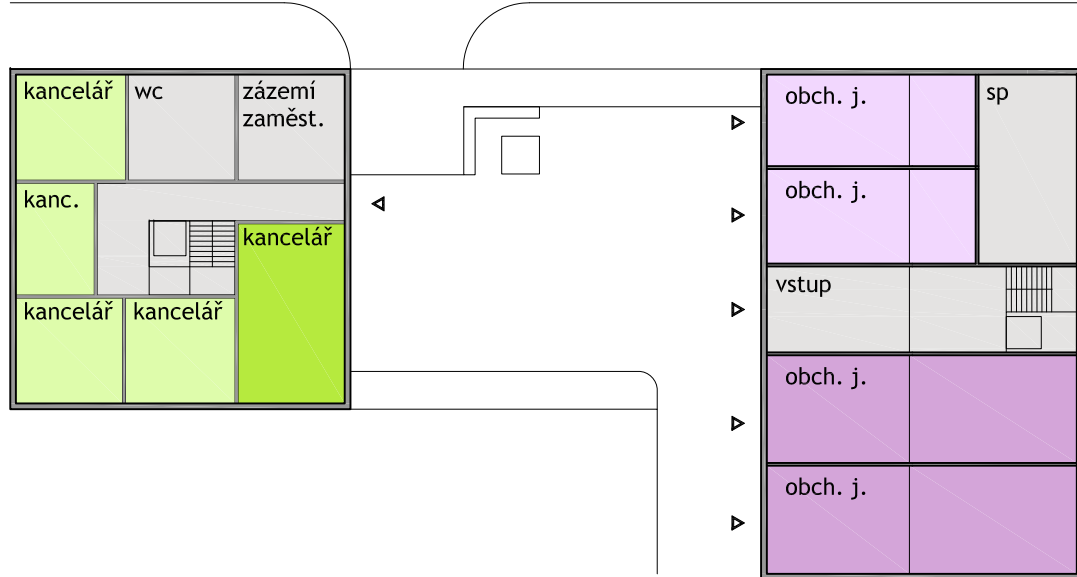 kancelář
wc
zázemí
zaměst.
kanc.
kancelář
kancelář
kancelář
obch. j.
sp
obch. j.
vstup
obch. j.
obch. j.